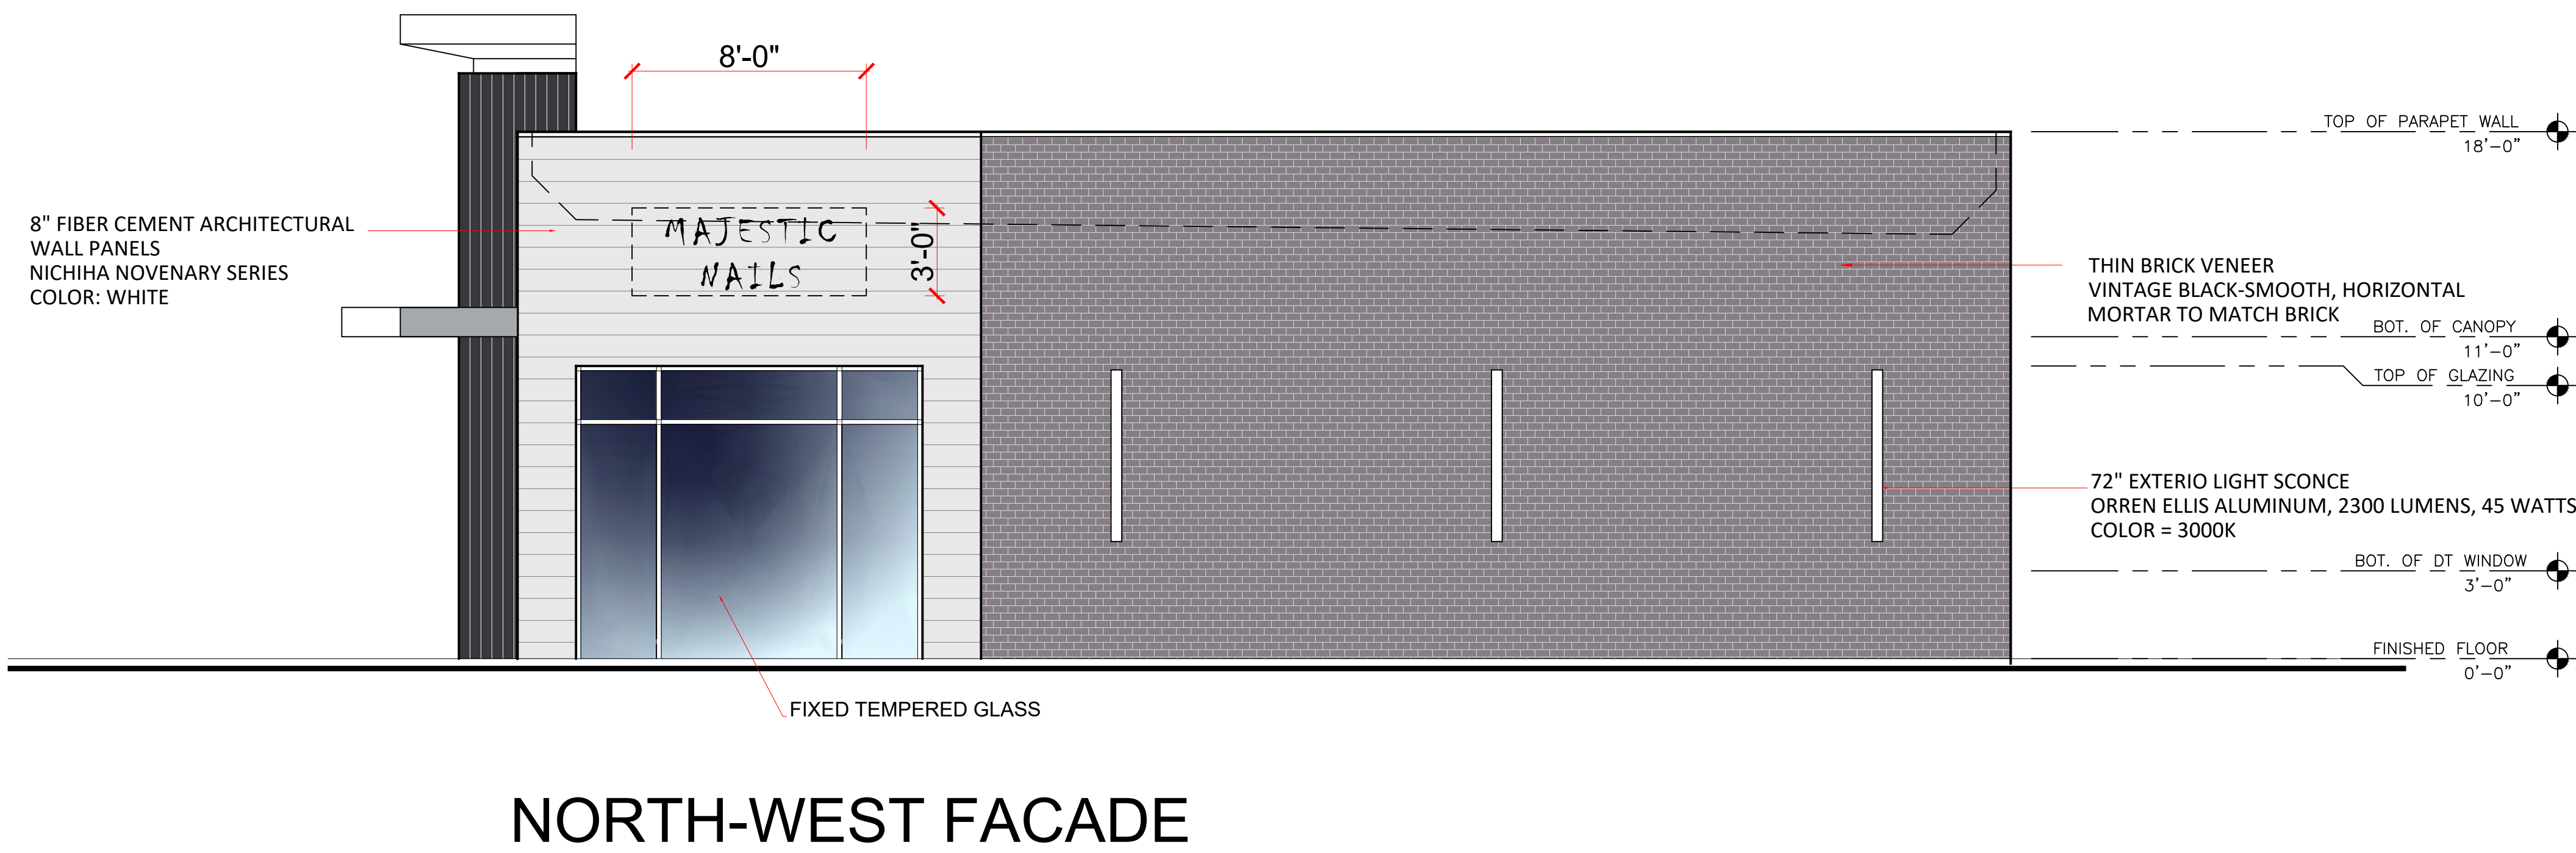 8'-0"
TOP OF PARAPET WALL
18'-0"
8" FIBER CEMENT ARCHITECTURAL
WALL PANELS
NICHIHA NOVENARY SERIES
COLOR: WHITE
MAJESTIC
NAILS
3'-0"
THIN BRICK VENEER
VINTAGE BLACK-SMOOTH, HORIZONTAL
MORTAR TO MATCH BRICK
BOT. OF CANOPY
11'-0"
TOP OF GLAZING
10'-0"
72" EXTERIO LIGHT SCONCE
ORREN ELLIS ALUMINUM, 2300 LUMENS, 45 WATTS
COLOR = 3000K
BOT. OF DT WINDOW
3'-0"
FINISHED FLOOR
0'-0"
FIXED TEMPERED GLASS
NORTH-WEST FACADE